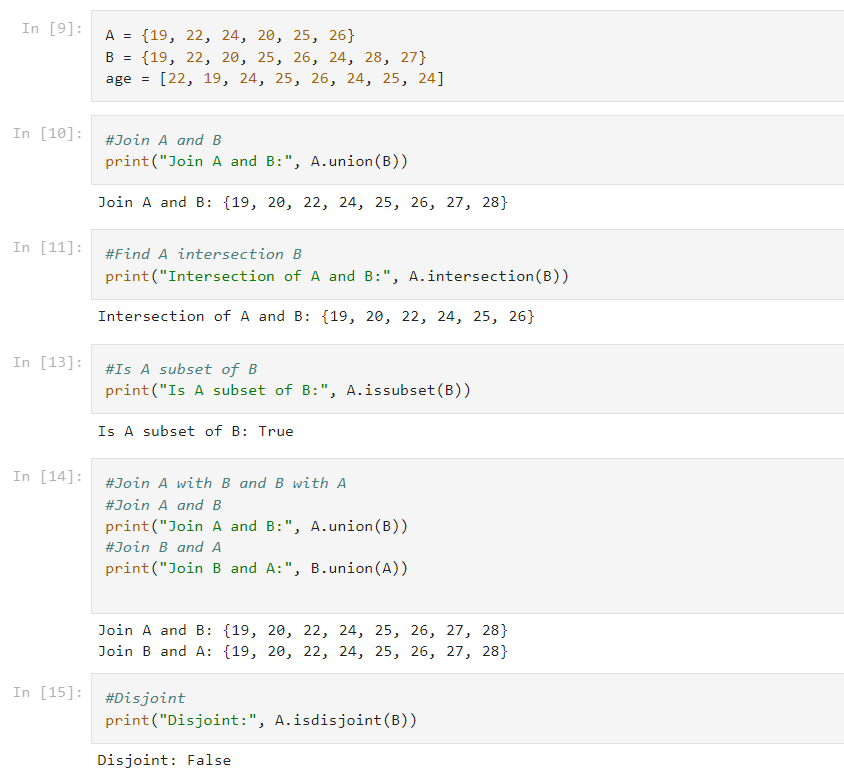 In [9]:
A = {19, 22, 24, 20, 25, 26}
B = {19, 22, 20, 25, 26, 24, 28, 27}
age = [22, 19, 24, 25, 26, 24, 25, 24]
In [10]:
#Join A and B
print("Join A and B:", A.union(B))
Join A and B: {19, 20, 22, 24, 25, 26, 27, 28}
In [11]:
#Find A intersection B
print("Intersection of A and B:", A.intersection(B))
Intersection of A and B: {19, 20, 22, 24, 25, 26}
In [13]:
#Is A subset of B
print("Is A subset of B:", A.issubset(B))
Is A subset of B: True
In [14]:
#Join A with B and B with A
#Join A and B
print("Join A and B:", A.union(B))
#Join B and A
print("Join B and A:", B.union(A))
Join A and B: {19, 20, 22, 24, 25, 26, 27, 28}
Join B and A: {19, 20, 22, 24, 25, 26, 27, 28}
In [15]:
#Disjoint
print("Disjoint:", A.isdisjoint(B))
Disjoint: False